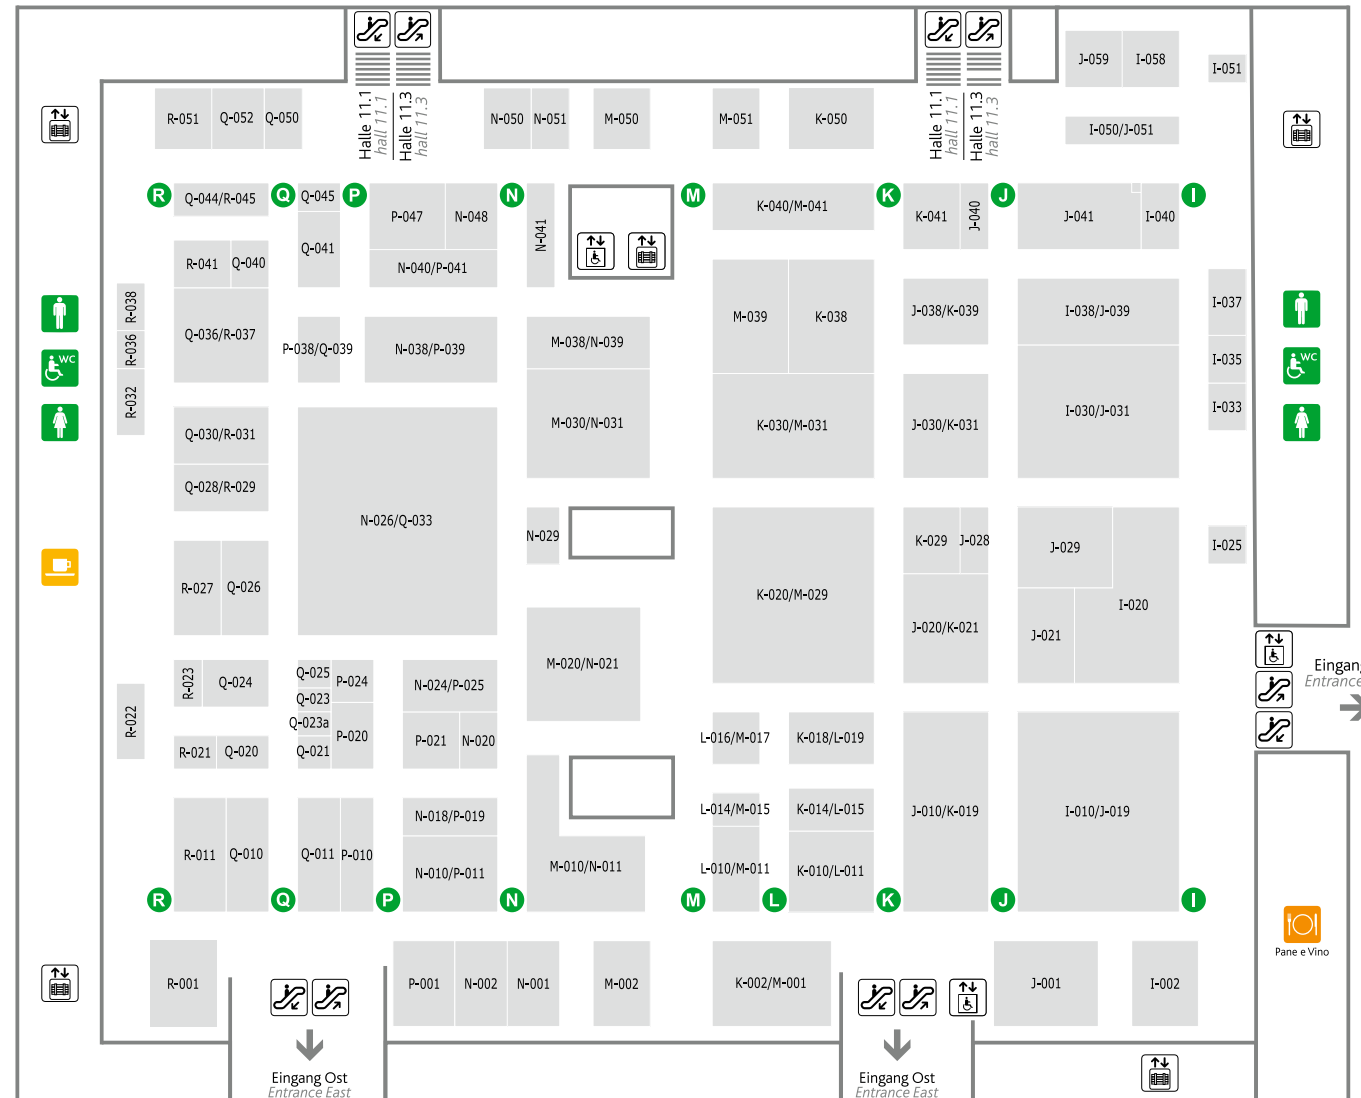 J-059
I-058
I-051
Halle 11.1
hall 11.1
Halle 11.3
hall 11.3
Halle 11.1
hall 11.1
Halle 11.3
hall 11.3
R-051
Q-052
Q-050
N-050
N-051
M-050
M-051
K-050
I-050/J-051
R
Q
P
N
M
K
J
I
Q-044/R-045
Q-045
P-047
N-048
N-041
K-040/M-041
K-041
J-040
J-041
I-040
Q-041
R-041
Q-040
N-040/P-041
R-038
R-036
R-032
Q-036/R-037
P-038/Q-039
N-038/P-039
M-038/N-039
M-039
K-038
J-038/K-039
I-038/J-039
I-037
I-035
I-033
WC
WC
Q-030/R-031
M-030/N-031
K-030/M-031
J-030/K-031
I-030/J-031
Q-028/R-029
N-026/Q-033
N-029
K-029
J-028
J-029
I-025
R-027
Q-026
K-020/M-029
I-020
J-020/K-021
J-021
M-020/N-021
R-023
Q-024
Q-025
P-024
Q-023
N-024/P-025
Eingang
Entrance
R-022
Q-023a
P-020
Q-021
P-021
N-020
R-021
Q-020
L-016/M-017
K-018/L-019
L-014/M-015
K-014/L-015
J-010/K-019
I-010/J-019
N-018/P-019
R-011
Q-010
Q-011
P-010
N-010/P-011
M-010/N-011
L-010/M-011
K-010/L-011
R
Q
P
N
M
L
K
J
I
Pane e Vino
R-001
P-001
N-002
N-001
M-002
K-002/M-001
J-001
I-002
Eingang Ost
Entrance East
Eingang Ost
Entrance East